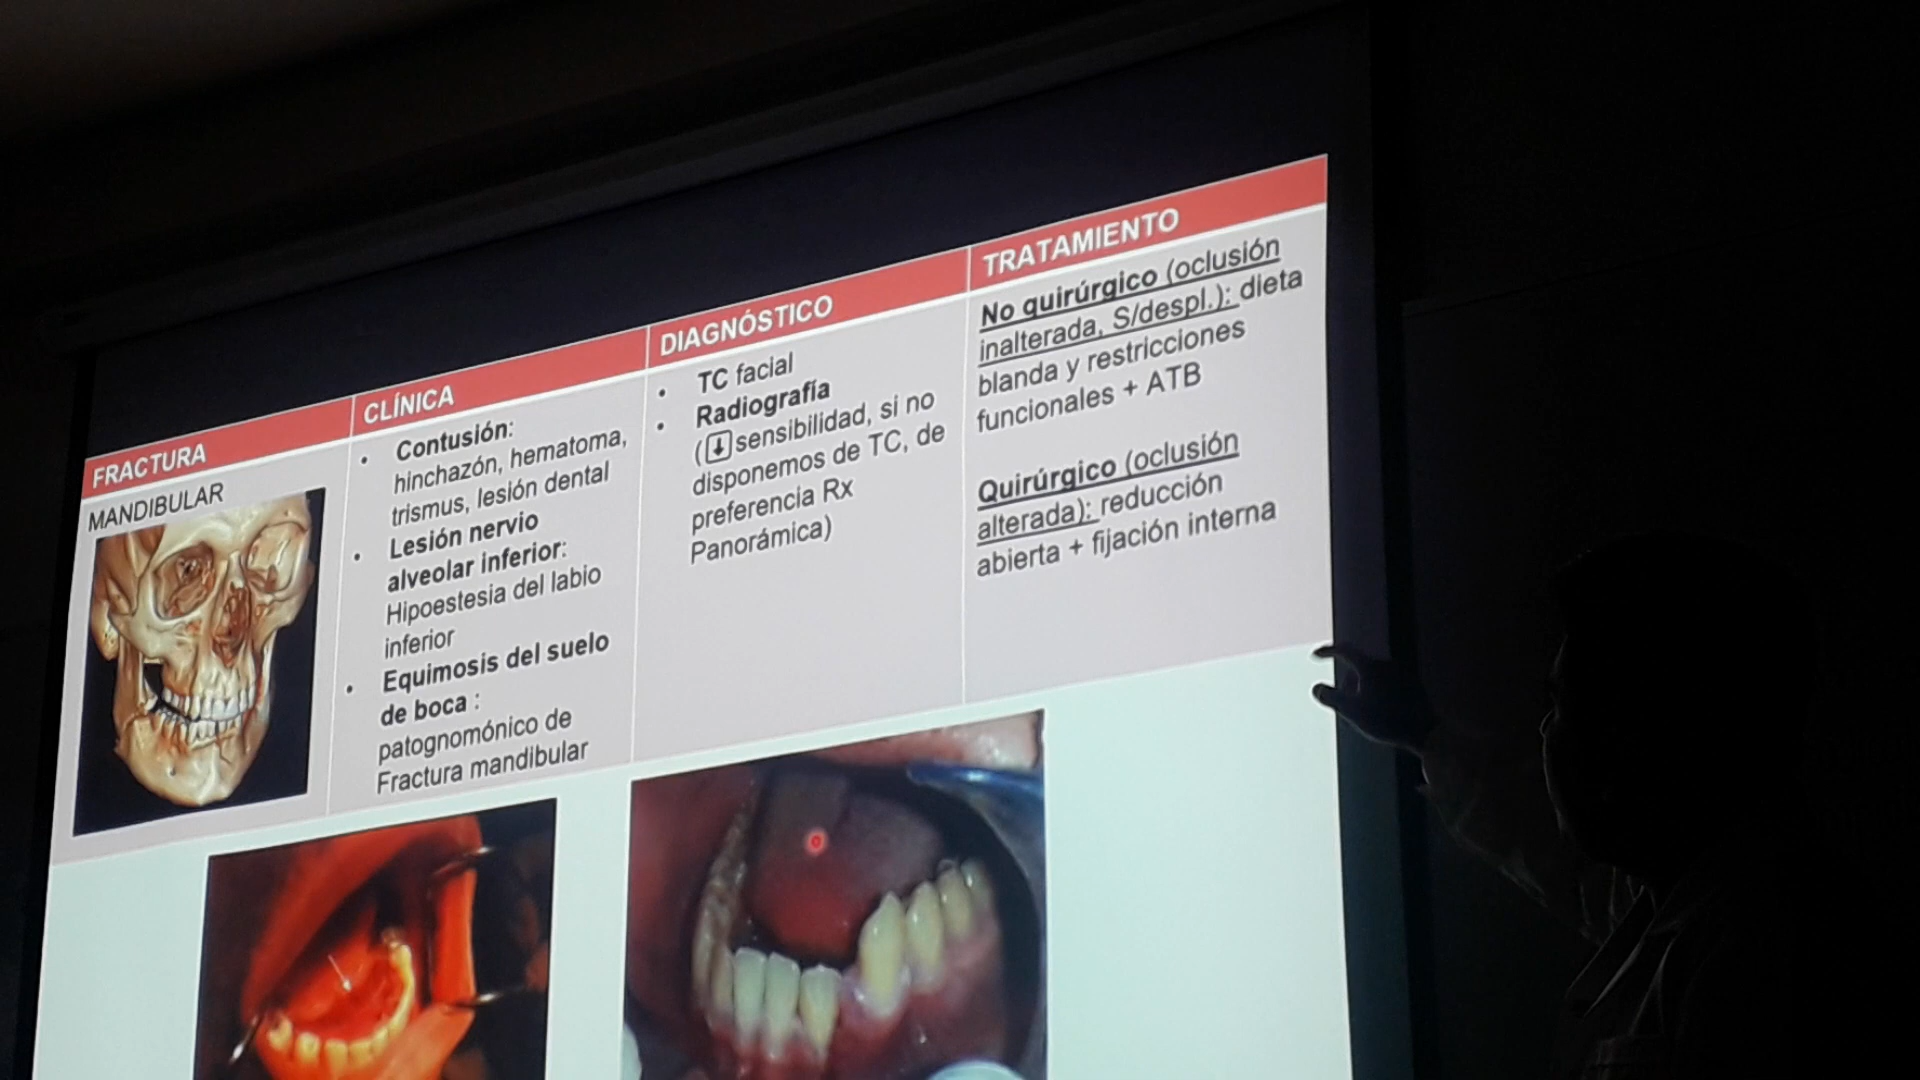 FRACTURA
CLÍNICA
DIAGNÓSTICO
TRATAMIENTO
MANDIBULAR
• Contusión:
hinchazón, hematoma,
trismus, lesión dental
• Lesión nervio
alveolar inferior:
Hipoestesia del labio
inferior
• Equimosis del suelo
de boca :
patognomónico de
Fractura mandibular
• TC facial
• Radiografía
(⬇sensibilidad, si no
disponemos de TC, de
preferencia Rx
Panorámica)
No quirúrgico (oclusión
inalterada, S/despl.): dieta
blanda y restricciones
funcionales + ATB
Quirúrgico (oclusión
alterada): reducción
abierta + fijación interna